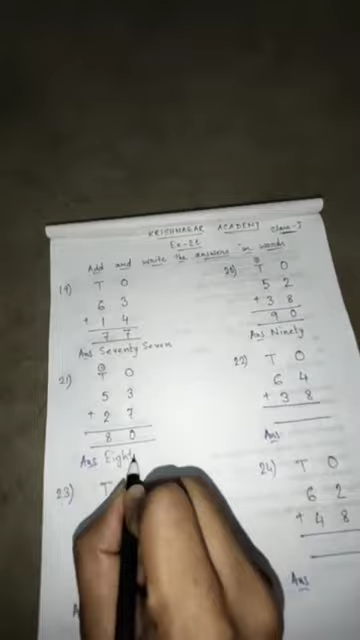 KRISHNAGAR ACADEMY Class-I
Ex-21
Add and write the answers in words
19) T O
6 3
+ 1 4
7 7
Ans Seventy Seven
20) T O
5 2
+ 3 8
9 0
Ans Ninety
21) T O
5 3
+ 2 7
8 0
Ans Eight
22) T O
6 4
+ 3 8
Ans
23) T
24) T O
6 2
+ 4 8
Ans